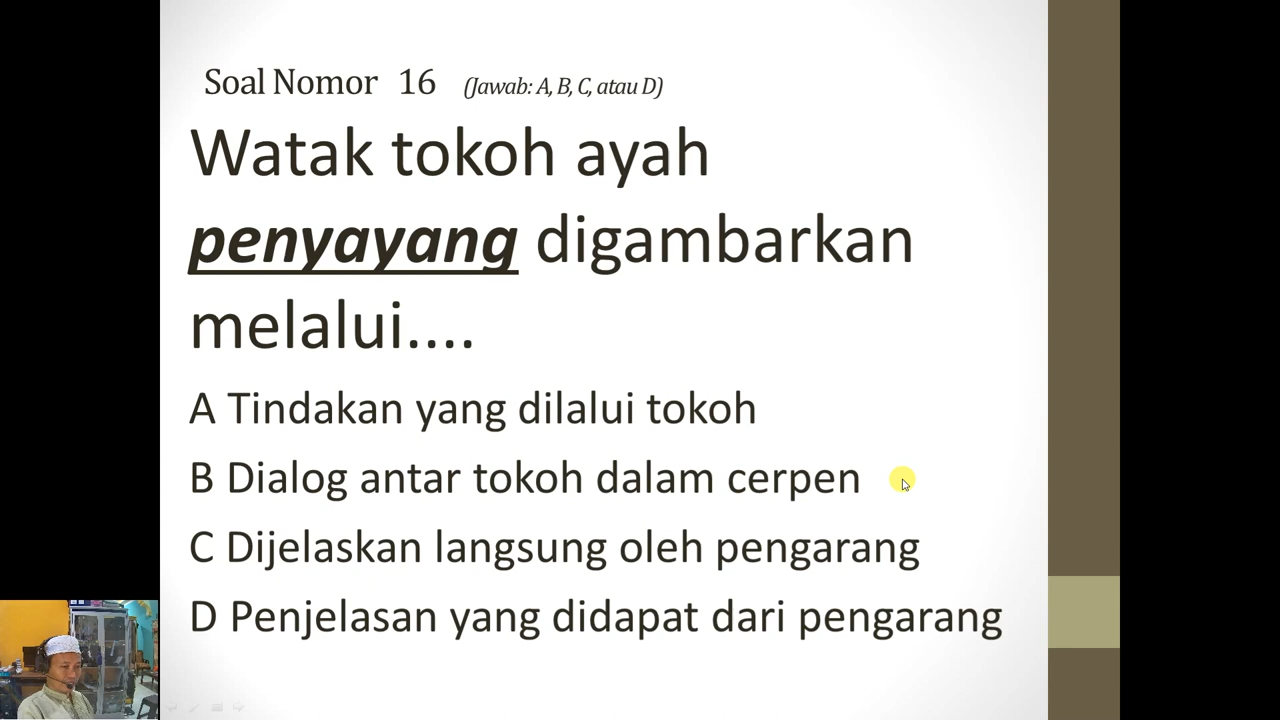 Soal Nomor 16 (Jawab: A, B, C, atau D)
Watak tokoh ayah
penyayang digambarkan
melalui....
A Tindakan yang dilalui tokoh
B Dialog antar tokoh dalam cerpen
C Dijelaskan langsung oleh pengarang
D Penjelasan yang didapat dari pengarang